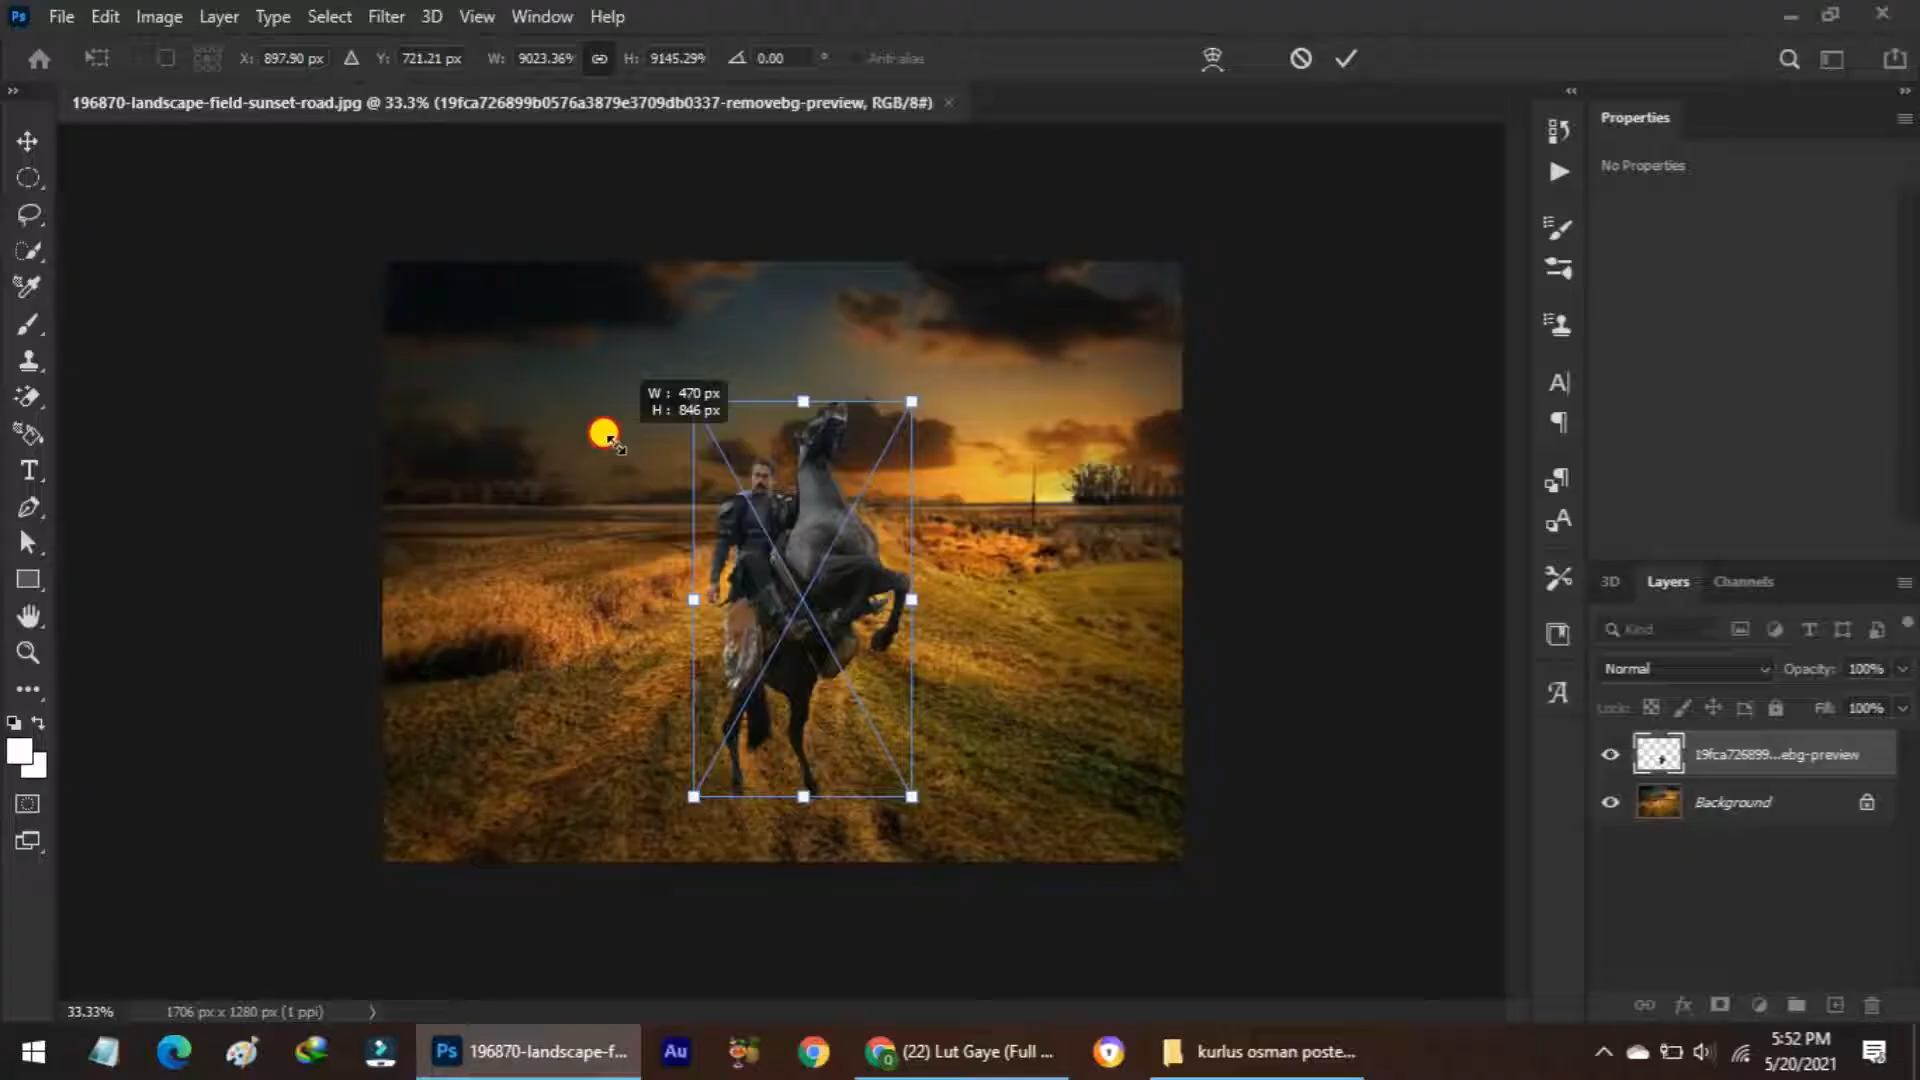 Ps File Edit Image Layer Type Select Filter 3D View Window Help
X: 897.90 px Y: 721.21 px W: 9023.36% H: 9145.29% 0.00 ° Anti-alias
196870-landscape-field-sunset-road.jpg @ 33.3% (19fca726899b0576a3879e3709db0337-removebg-preview, RGB/8#) ×
Properties
No Properties
W : 470 px
H : 846 px
3D Layers Channels
Kind
Normal Opacity: 100%
Lock: Fill: 100%
19fca726899...ebg-preview
Background
33.33% 1706 px x 1280 px (1 ppi)
Ps 196870-landscape-f... Au (22) Lut Gaye (Full ... kurlus osman poste...
5:52 PM
5/20/2021